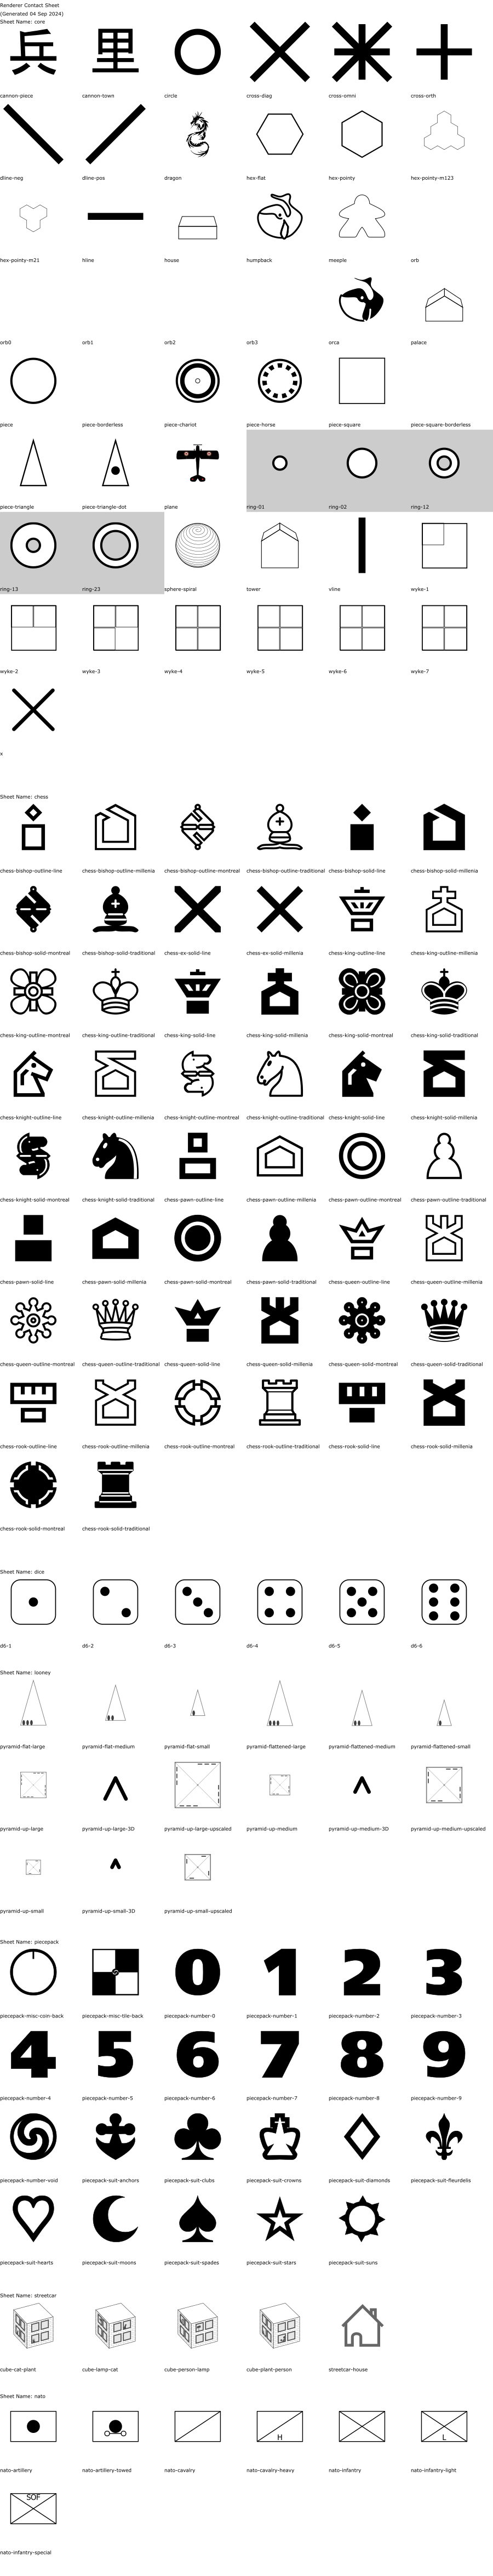 Renderer Contact Sheet
(Generated 04 Sep 2024)
Sheet Name: core
兵 里
cannon-piece cannon-town circle cross-diag cross-omni cross-orth
dline-neg dline-pos dragon hex-flat hex-pointy hex-pointy-m123
hex-pointy-m21 hline house humpback meeple orb
orb0 orb1 orb2 orb3 orca palace
piece piece-borderless piece-chariot piece-horse piece-square piece-square-borderless
piece-triangle piece-triangle-dot plane ring-01 ring-02 ring-12
ring-13 ring-23 sphere-spiral tower vline wyke-1
wyke-2 wyke-3 wyke-4 wyke-5 wyke-6 wyke-7
x
Sheet Name: chess
chess-bishop-outline-line chess-bishop-outline-millenia chess-bishop-outline-montreal chess-bishop-outline-traditional chess-bishop-solid-line chess-bishop-solid-millenia
chess-bishop-solid-montreal chess-bishop-solid-traditional chess-ex-solid-line chess-ex-solid-millenia chess-king-outline-line chess-king-outline-millenia
chess-king-outline-montreal chess-king-outline-traditional chess-king-solid-line chess-king-solid-millenia chess-king-solid-montreal chess-king-solid-traditional
chess-knight-outline-line chess-knight-outline-millenia chess-knight-outline-montreal chess-knight-outline-traditional chess-knight-solid-line chess-knight-solid-millenia
chess-knight-solid-montreal chess-knight-solid-traditional chess-pawn-outline-line chess-pawn-outline-millenia chess-pawn-outline-montreal chess-pawn-outline-traditional
chess-pawn-solid-line chess-pawn-solid-millenia chess-pawn-solid-montreal chess-pawn-solid-traditional chess-queen-outline-line chess-queen-outline-millenia
chess-queen-outline-montreal chess-queen-outline-traditional chess-queen-solid-line chess-queen-solid-millenia chess-queen-solid-montreal chess-queen-solid-traditional
chess-rook-outline-line chess-rook-outline-millenia chess-rook-outline-montreal chess-rook-outline-traditional chess-rook-solid-line chess-rook-solid-millenia
chess-rook-solid-montreal chess-rook-solid-traditional
Sheet Name: dice
d6-1 d6-2 d6-3 d6-4 d6-5 d6-6
Sheet Name: looney
pyramid-flat-large pyramid-flat-medium pyramid-flat-small pyramid-flattened-large pyramid-flattened-medium pyramid-flattened-small
pyramid-up-large pyramid-up-large-3D pyramid-up-large-upscaled pyramid-up-medium pyramid-up-medium-3D pyramid-up-medium-upscaled
pyramid-up-small pyramid-up-small-3D pyramid-up-small-upscaled
Sheet Name: piecepack
0 1 2 3
piecepack-misc-coin-back piecepack-misc-tile-back piecepack-number-0 piecepack-number-1 piecepack-number-2 piecepack-number-3
4 5 6 7 8 9
piecepack-number-4 piecepack-number-5 piecepack-number-6 piecepack-number-7 piecepack-number-8 piecepack-number-9
piecepack-number-void piecepack-suit-anchors piecepack-suit-clubs piecepack-suit-crowns piecepack-suit-diamonds piecepack-suit-fleurdelis
piecepack-suit-hearts piecepack-suit-moons piecepack-suit-spades piecepack-suit-stars piecepack-suit-suns
Sheet Name: streetcar
cube-cat-plant cube-lamp-cat cube-person-lamp cube-plant-person streetcar-house
Sheet Name: nato
H L
nato-artillery nato-artillery-towed nato-cavalry nato-cavalry-heavy nato-infantry nato-infantry-light
SOF
nato-infantry-special